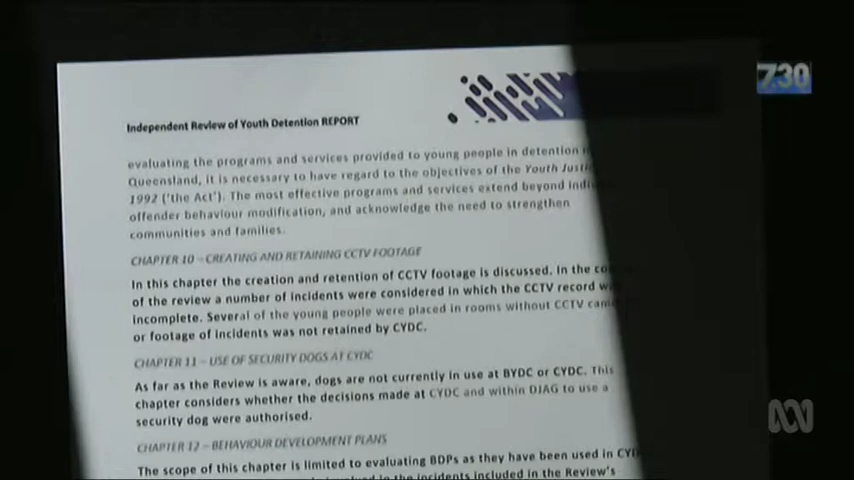 7.30
Independent Review of Youth Detention REPORT
evaluating the programs and services provided to young people in detention
Queensland, it is necessary to have regard to the objectives of the Youth
1992 ('the Act'). The most effective programs and services extend beyond
offender behaviour modification, and acknowledge the need to strengthen
communities and families.
CHAPTER 10 – CREATING AND RETAINING CCTV FOOTAGE
In this chapter the creation and retention of CCTV footage is discussed. In the
of the review a number of incidents were considered in which the CCTV record
incomplete. Several of the young people were placed in rooms without CCTV
or footage of incidents was not retained by CYDC.
CHAPTER 11 – USE OF SECURITY DOGS AT CYDC
As far as the Review is aware, dogs are not currently in use at BYDC or CYDC. This
chapter considers whether the decisions made at CYDC and within DJAG to use a
security dog were authorised.
CHAPTER 12 – BEHAVIOUR DEVELOPMENT PLANS
The scope of this chapter is limited to evaluating BDPs as they have been used in
involved in the incidents included in the Review's